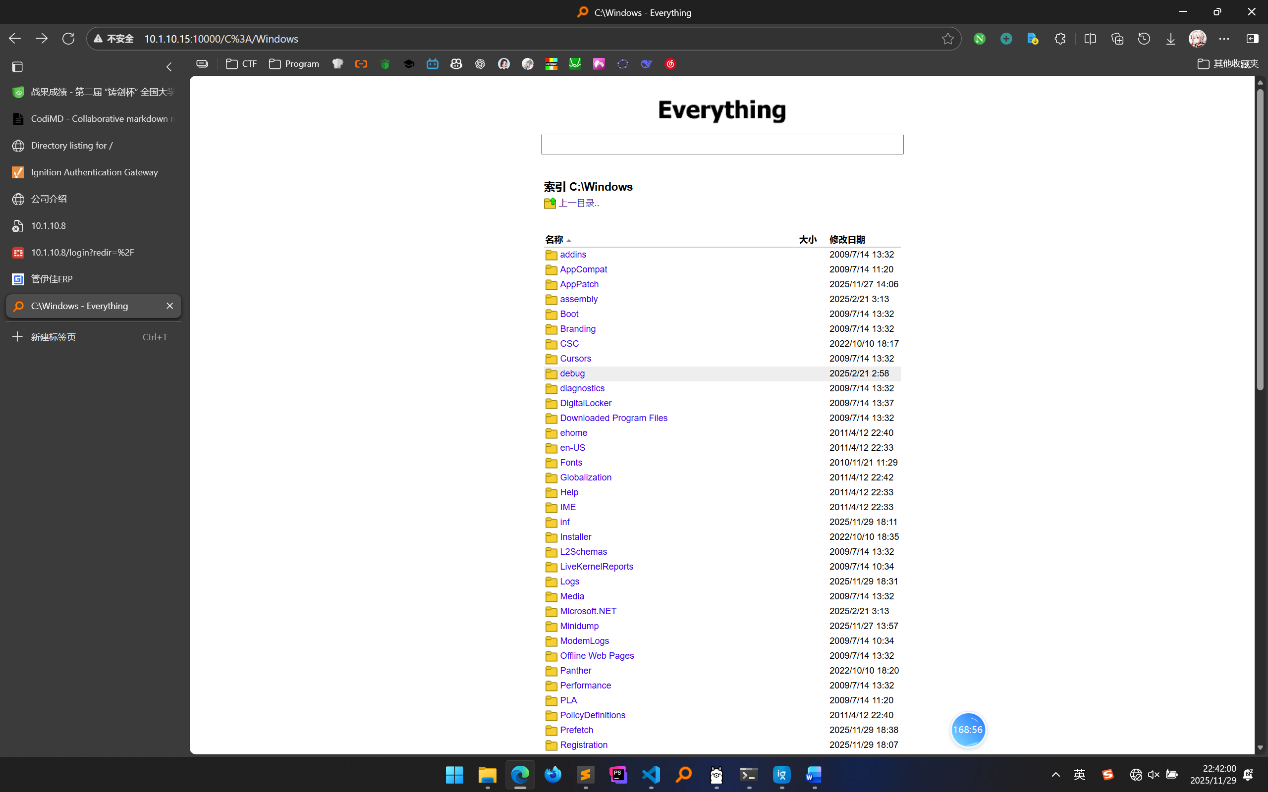 C:\Windows - Everything
不安全 10.1.10.15:10000/C%3A/Windows
CTF Program 其他收藏夹
战果成绩 - 第二届 "铸剑杯" 全国大学
CodiMD - Collaborative markdown n
Directory listing for /
Ignition Authentication Gateway
公司介绍
10.1.10.8
10.1.10.8/login?redir=%2F
管伊佳ERP
C:\Windows - Everything
新建标签页 Ctrl+T
Everything
索引 C:\Windows
上一目录..
名称 大小 修改日期
addins 2009/7/14 13:32
AppCompat 2009/7/14 11:20
AppPatch 2025/11/27 14:06
assembly 2025/2/21 3:13
Boot 2009/7/14 13:32
Branding 2009/7/14 13:32
CSC 2022/10/10 18:17
Cursors 2009/7/14 13:32
debug 2025/2/21 2:58
diagnostics 2009/7/14 13:32
DigitalLocker 2009/7/14 13:37
Downloaded Program Files 2009/7/14 13:32
ehome 2011/4/12 22:40
en-US 2011/4/12 22:33
Fonts 2010/11/21 11:29
Globalization 2011/4/12 22:42
Help 2011/4/12 22:33
IME 2011/4/12 22:33
inf 2025/11/29 18:11
Installer 2022/10/10 18:35
L2Schemas 2009/7/14 13:32
LiveKernelReports 2009/7/14 10:34
Logs 2025/11/29 18:31
Media 2009/7/14 13:32
Microsoft.NET 2025/2/21 3:13
Minidump 2025/11/27 13:57
ModemLogs 2009/7/14 10:34
Offline Web Pages 2009/7/14 13:32
Panther 2022/10/10 18:20
Performance 2009/7/14 13:32
PLA 2009/7/14 11:20
PolicyDefinitions 2011/4/12 22:40
Prefetch 2025/11/29 18:38
Registration 2025/11/29 18:07
168:56
英
22:42:00
2025/11/29